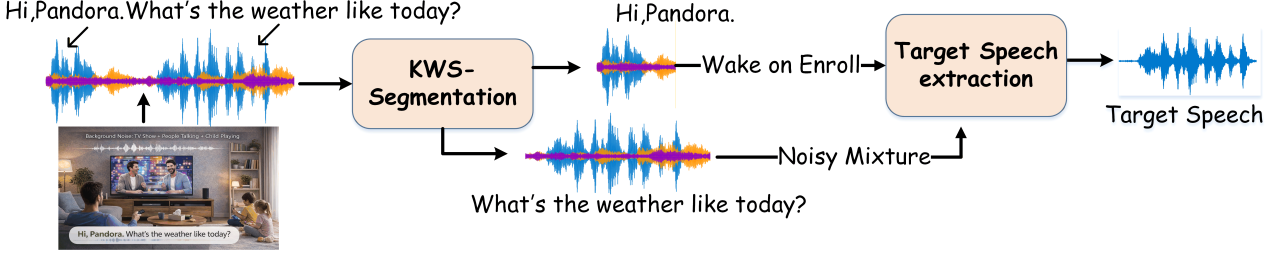 Hi,Pandora.What's the weather like today?
KWS-
Segmentation
Hi,Pandora.
Wake on Enroll
Target Speech
extraction
Target Speech
Noisy Mixture
What's the weather like today?
Background Noise: TV Show + People Talking + Child Playing
Hi, Pandora. What's the weather like today?